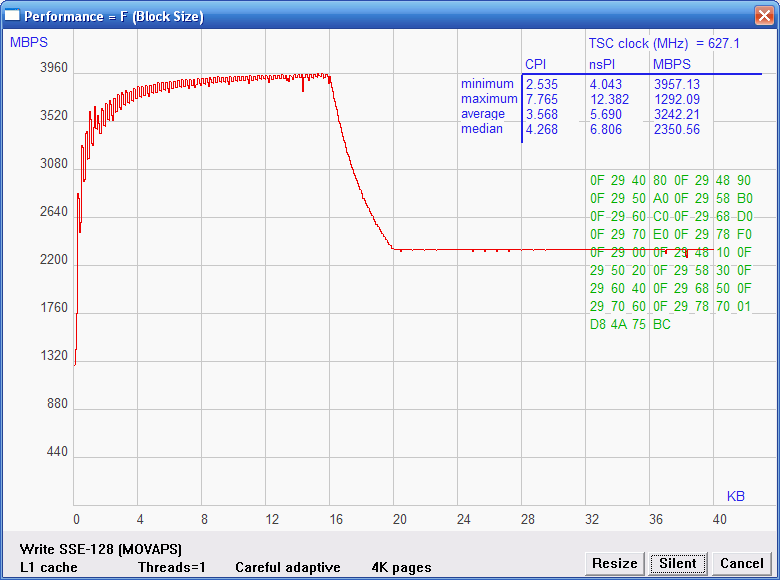 Performance = F (Block Size)
MBPS
TSC clock (MHz) = 627.1
CPI nsPI MBPS
minimum 2.535 4.043 3957.13
maximum 7.765 12.382 1292.09
average 3.568 5.690 3242.21
median 4.268 6.806 2350.56
3960
3520
3080
2640
2200
1760
1320
880
440
0F 29 40 80 0F 29 48 90
0F 29 50 A0 0F 29 58 B0
0F 29 60 C0 0F 29 68 D0
0F 29 70 E0 0F 29 78 F0
0F 29 00 0F 29 48 10 0F
29 50 20 0F 29 58 30 0F
29 60 40 0F 29 68 50 0F
29 70 60 0F 29 78 70 01
D8 4A 75 BC
KB
0 4 8 12 16 20 24 28 32 36 40
Write SSE-128 (MOVAPS)
L1 cache Threads=1 Careful adaptive 4K pages
Resize Silent Cancel